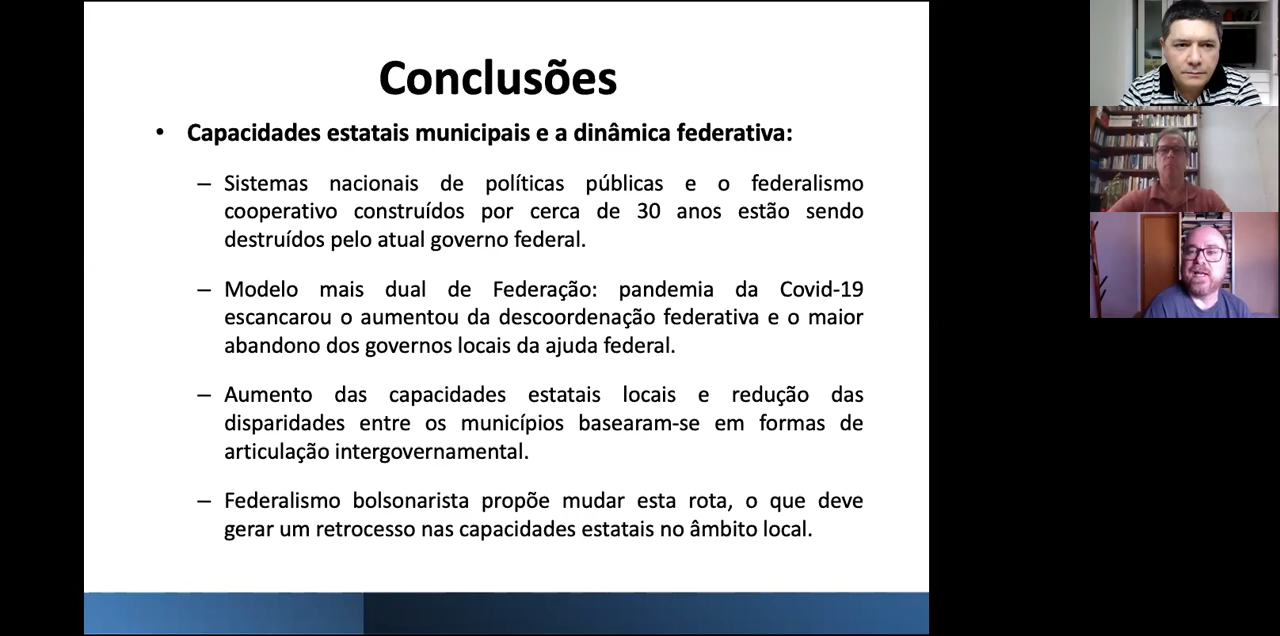 Conclusões
• Capacidades estatais municipais e a dinâmica federativa:
– Sistemas nacionais de políticas públicas e o federalismo
cooperativo construídos por cerca de 30 anos estão sendo
destruídos pelo atual governo federal.
– Modelo mais dual de Federação: pandemia da Covid-19
escancarou o aumentou da descoordenação federativa e o maior
abandono dos governos locais da ajuda federal.
– Aumento das capacidades estatais locais e redução das
disparidades entre os municípios basearam-se em formas de
articulação intergovernamental.
– Federalismo bolsonarista propõe mudar esta rota, o que deve
gerar um retrocesso nas capacidades estatais no âmbito local.